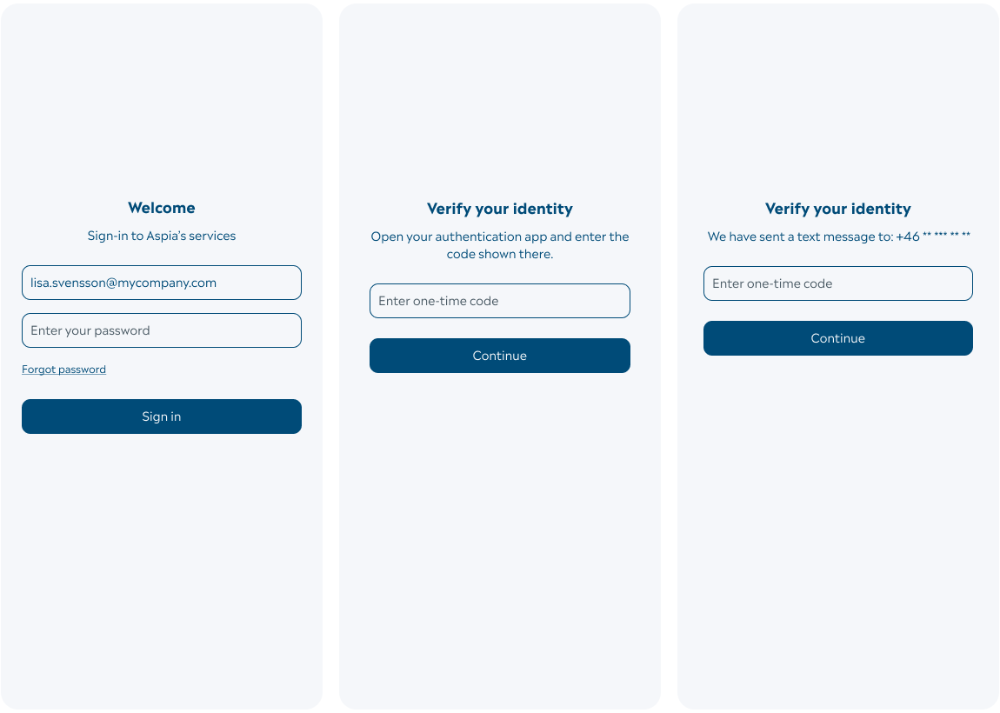 Welcome
Sign-in to Aspia's services
lisa.svensson@mycompany.com
Enter your password
Forgot password
Sign in
Verify your identity
Open your authentication app and enter the
code shown there.
Enter one-time code
Continue
Verify your identity
We have sent a text message to: +46 ** *** ** **
Enter one-time code
Continue